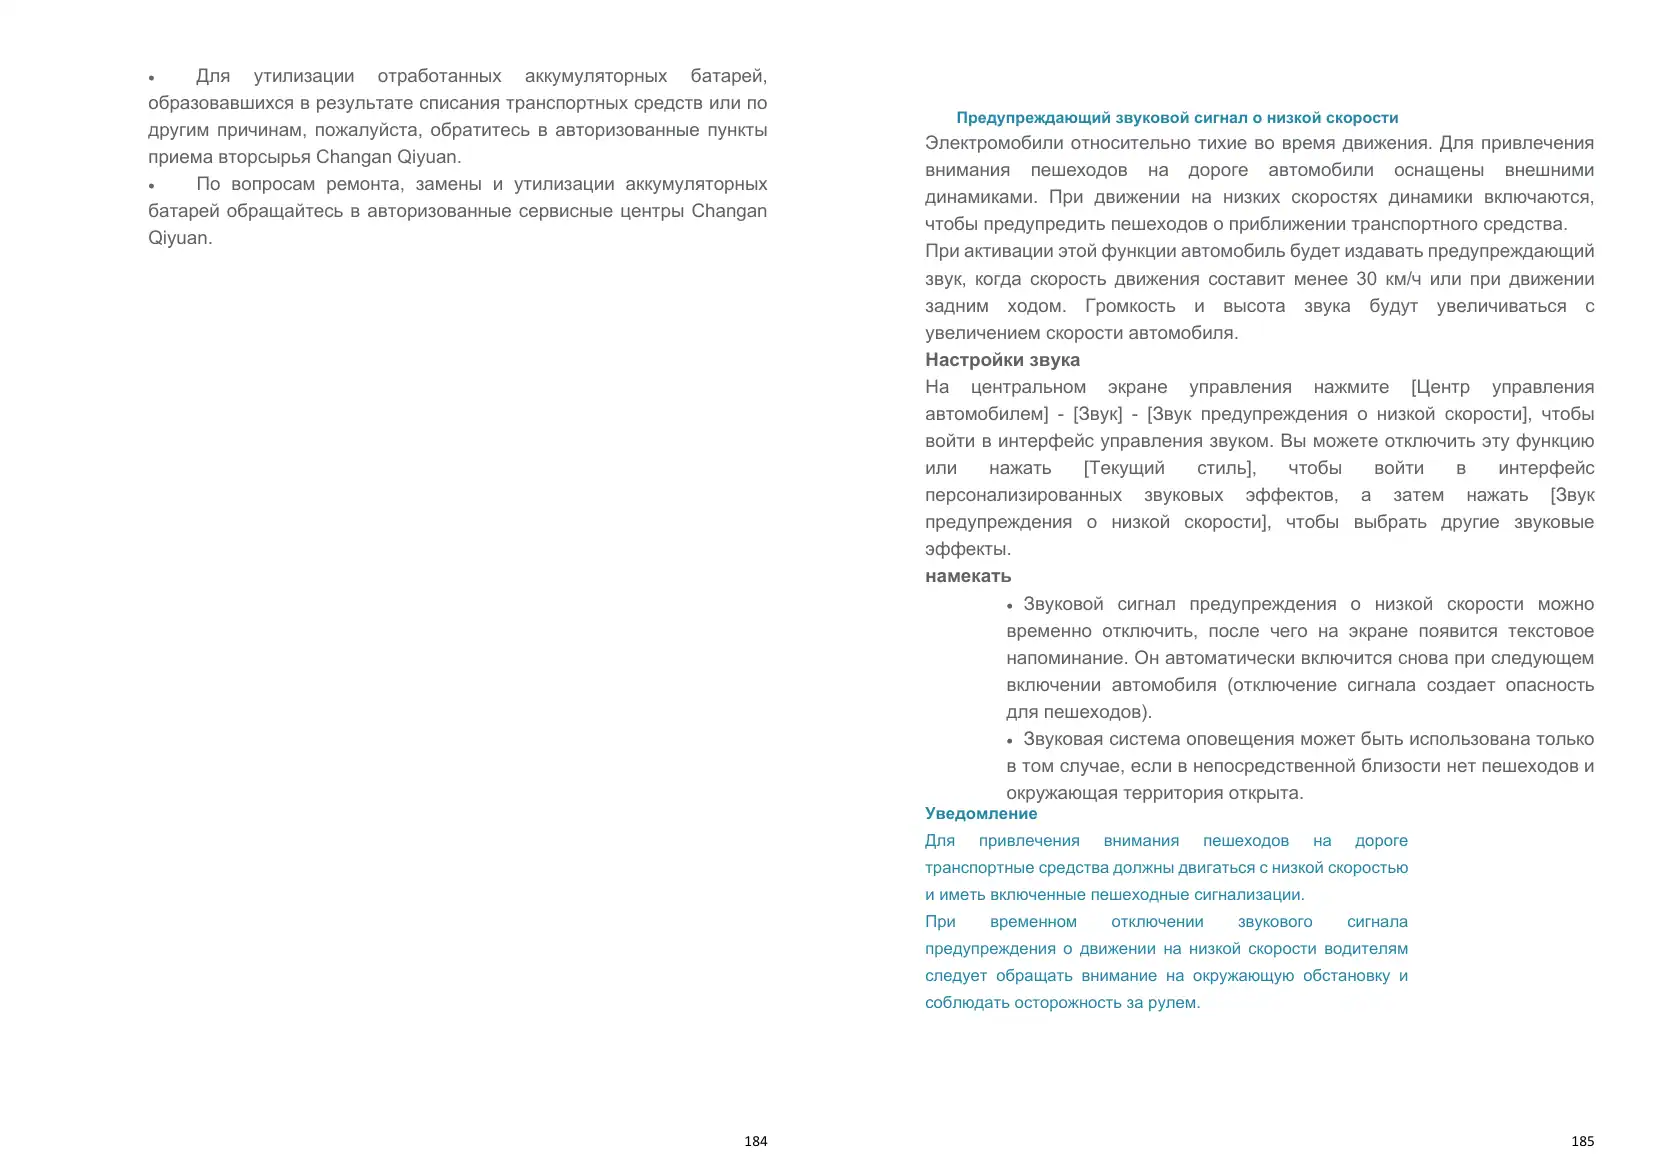 • Для утилизации отработанных аккумуляторных батарей,
образовавшихся в результате списания транспортных средств или по
другим причинам, пожалуйста, обратитесь в авторизованные пункты
приема вторсырья Changan Qiyuan.
• По вопросам ремонта, замены и утилизации аккумуляторных
батарей обращайтесь в авторизованные сервисные центры Changan
Qiyuan.
184
Предупреждающий звуковой сигнал о низкой скорости
Электромобили относительно тихие во время движения. Для привлечения
внимания пешеходов на дороге автомобили оснащены внешними
динамиками. При движении на низких скоростях динамики включаются,
чтобы предупредить пешеходов о приближении транспортного средства.
При активации этой функции автомобиль будет издавать предупреждающий
звук, когда скорость движения составит менее 30 км/ч или при движении
задним ходом. Громкость и высота звука будут увеличиваться с
увеличением скорости автомобиля.
Настройки звука
На центральном экране управления нажмите [Центр управления
автомобилем] - [Звук] - [Звук предупреждения о низкой скорости], чтобы
войти в интерфейс управления звуком. Вы можете отключить эту функцию
или нажать [Текущий стиль], чтобы войти в интерфейс
персонализированных звуковых эффектов, а затем нажать [Звук
предупреждения о низкой скорости], чтобы выбрать другие звуковые
эффекты.
намекать
• Звуковой сигнал предупреждения о низкой скорости можно
временно отключить, после чего на экране появится текстовое
напоминание. Он автоматически включится снова при следующем
включении автомобиля (отключение сигнала создает опасность
для пешеходов).
• Звуковая система оповещения может быть использована только
в том случае, если в непосредственной близости нет пешеходов и
окружающая территория открыта.
Уведомление
Для привлечения внимания пешеходов на дороге
транспортные средства должны двигаться с низкой скоростью
и иметь включенные пешеходные сигнализации.
При временном отключении звукового сигнала
предупреждения о движении на низкой скорости водителям
следует обращать внимание на окружающую обстановку и
соблюдать осторожность за рулем.
185